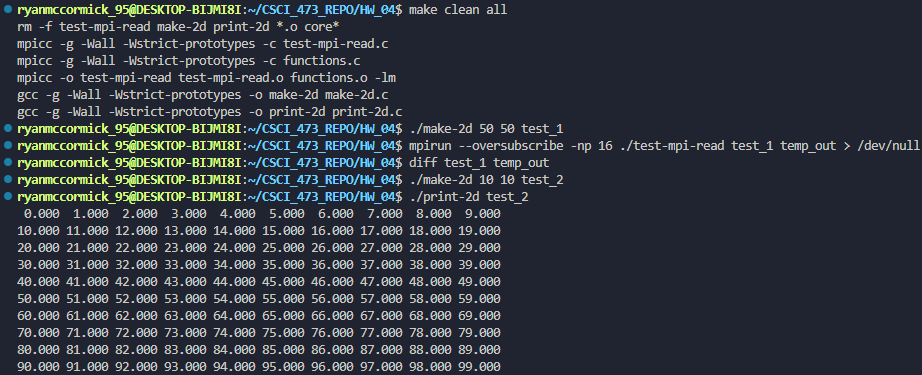 ryanmccormick_95@DESKTOP-BIJMI8I:~/CSCI_473_REPO/HW_04$ make clean all
rm -f test-mpi-read make-2d print-2d *.o core*
mpicc -g -Wall -Wstrict-prototypes -c test-mpi-read.c
mpicc -g -Wall -Wstrict-prototypes -c functions.c
mpicc -o test-mpi-read test-mpi-read.o functions.o -lm
gcc -g -Wall -Wstrict-prototypes -o make-2d make-2d.c
gcc -g -Wall -Wstrict-prototypes -o print-2d print-2d.c
ryanmccormick_95@DESKTOP-BIJMI8I:~/CSCI_473_REPO/HW_04$ ./make-2d 50 50 test_1
ryanmccormick_95@DESKTOP-BIJMI8I:~/CSCI_473_REPO/HW_04$ mpirun --oversubscribe -np 16 ./test-mpi-read test_1 temp_out > /dev/null
ryanmccormick_95@DESKTOP-BIJMI8I:~/CSCI_473_REPO/HW_04$ diff test_1 temp_out
ryanmccormick_95@DESKTOP-BIJMI8I:~/CSCI_473_REPO/HW_04$ ./make-2d 10 10 test_2
ryanmccormick_95@DESKTOP-BIJMI8I:~/CSCI_473_REPO/HW_04$ ./print-2d test_2
 0.000  1.000  2.000  3.000  4.000  5.000  6.000  7.000  8.000  9.000
10.000 11.000 12.000 13.000 14.000 15.000 16.000 17.000 18.000 19.000
20.000 21.000 22.000 23.000 24.000 25.000 26.000 27.000 28.000 29.000
30.000 31.000 32.000 33.000 34.000 35.000 36.000 37.000 38.000 39.000
40.000 41.000 42.000 43.000 44.000 45.000 46.000 47.000 48.000 49.000
50.000 51.000 52.000 53.000 54.000 55.000 56.000 57.000 58.000 59.000
60.000 61.000 62.000 63.000 64.000 65.000 66.000 67.000 68.000 69.000
70.000 71.000 72.000 73.000 74.000 75.000 76.000 77.000 78.000 79.000
80.000 81.000 82.000 83.000 84.000 85.000 86.000 87.000 88.000 89.000
90.000 91.000 92.000 93.000 94.000 95.000 96.000 97.000 98.000 99.000